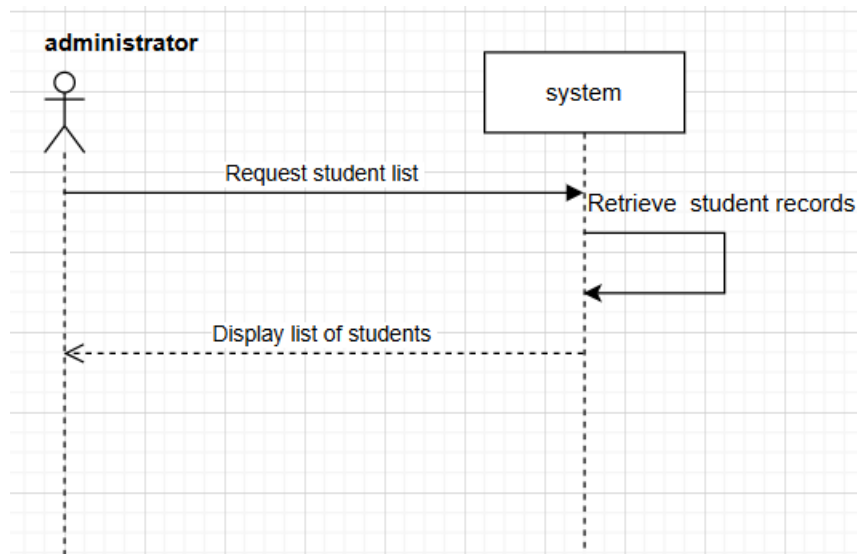 administrator
system
Request student list
Retrieve  student records
Display list of students